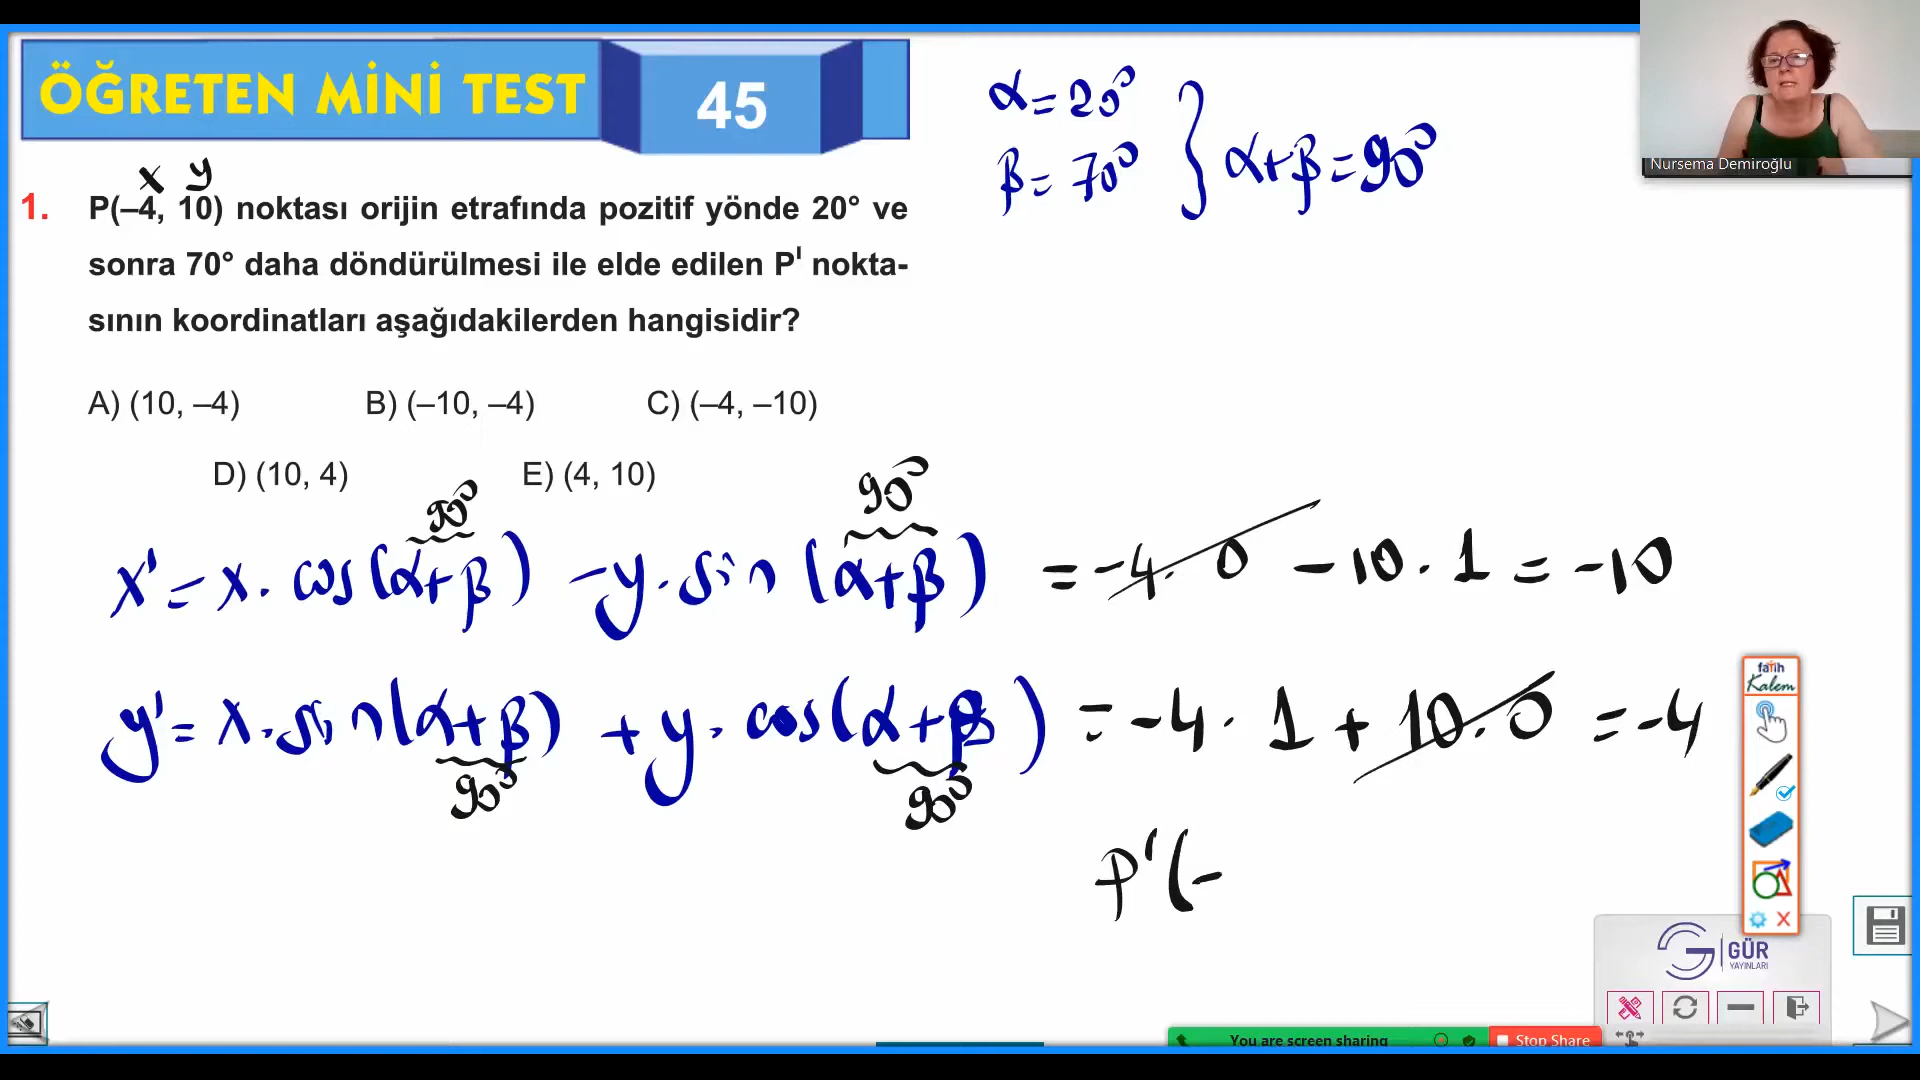 ÖĞRETEN MİNİ TEST 45
α = 20°
β = 70°
α+β = 90°
Nursema Demiroğlu
x y
1. P(–4, 10) noktası orijin etrafında pozitif yönde 20° ve
sonra 70° daha döndürülmesi ile elde edilen P' nokta-
sının koordinatları aşağıdakilerden hangisidir?
A) (10, –4) B) (–10, –4) C) (–4, –10)
D) (10, 4) E) (4, 10)
90° 90°
x' = x . cos(α+β) - y . sin(α+β) = -4 . 0 - 10 . 1 = -10
y' = x . sin(α+β) + y . cos(α+β) = -4 . 1 + 10 . 0 = -4
90° 90°
P'(-
fatih
Kalem
GÜR
YAYINLARI
You are screen sharing
Stop Share